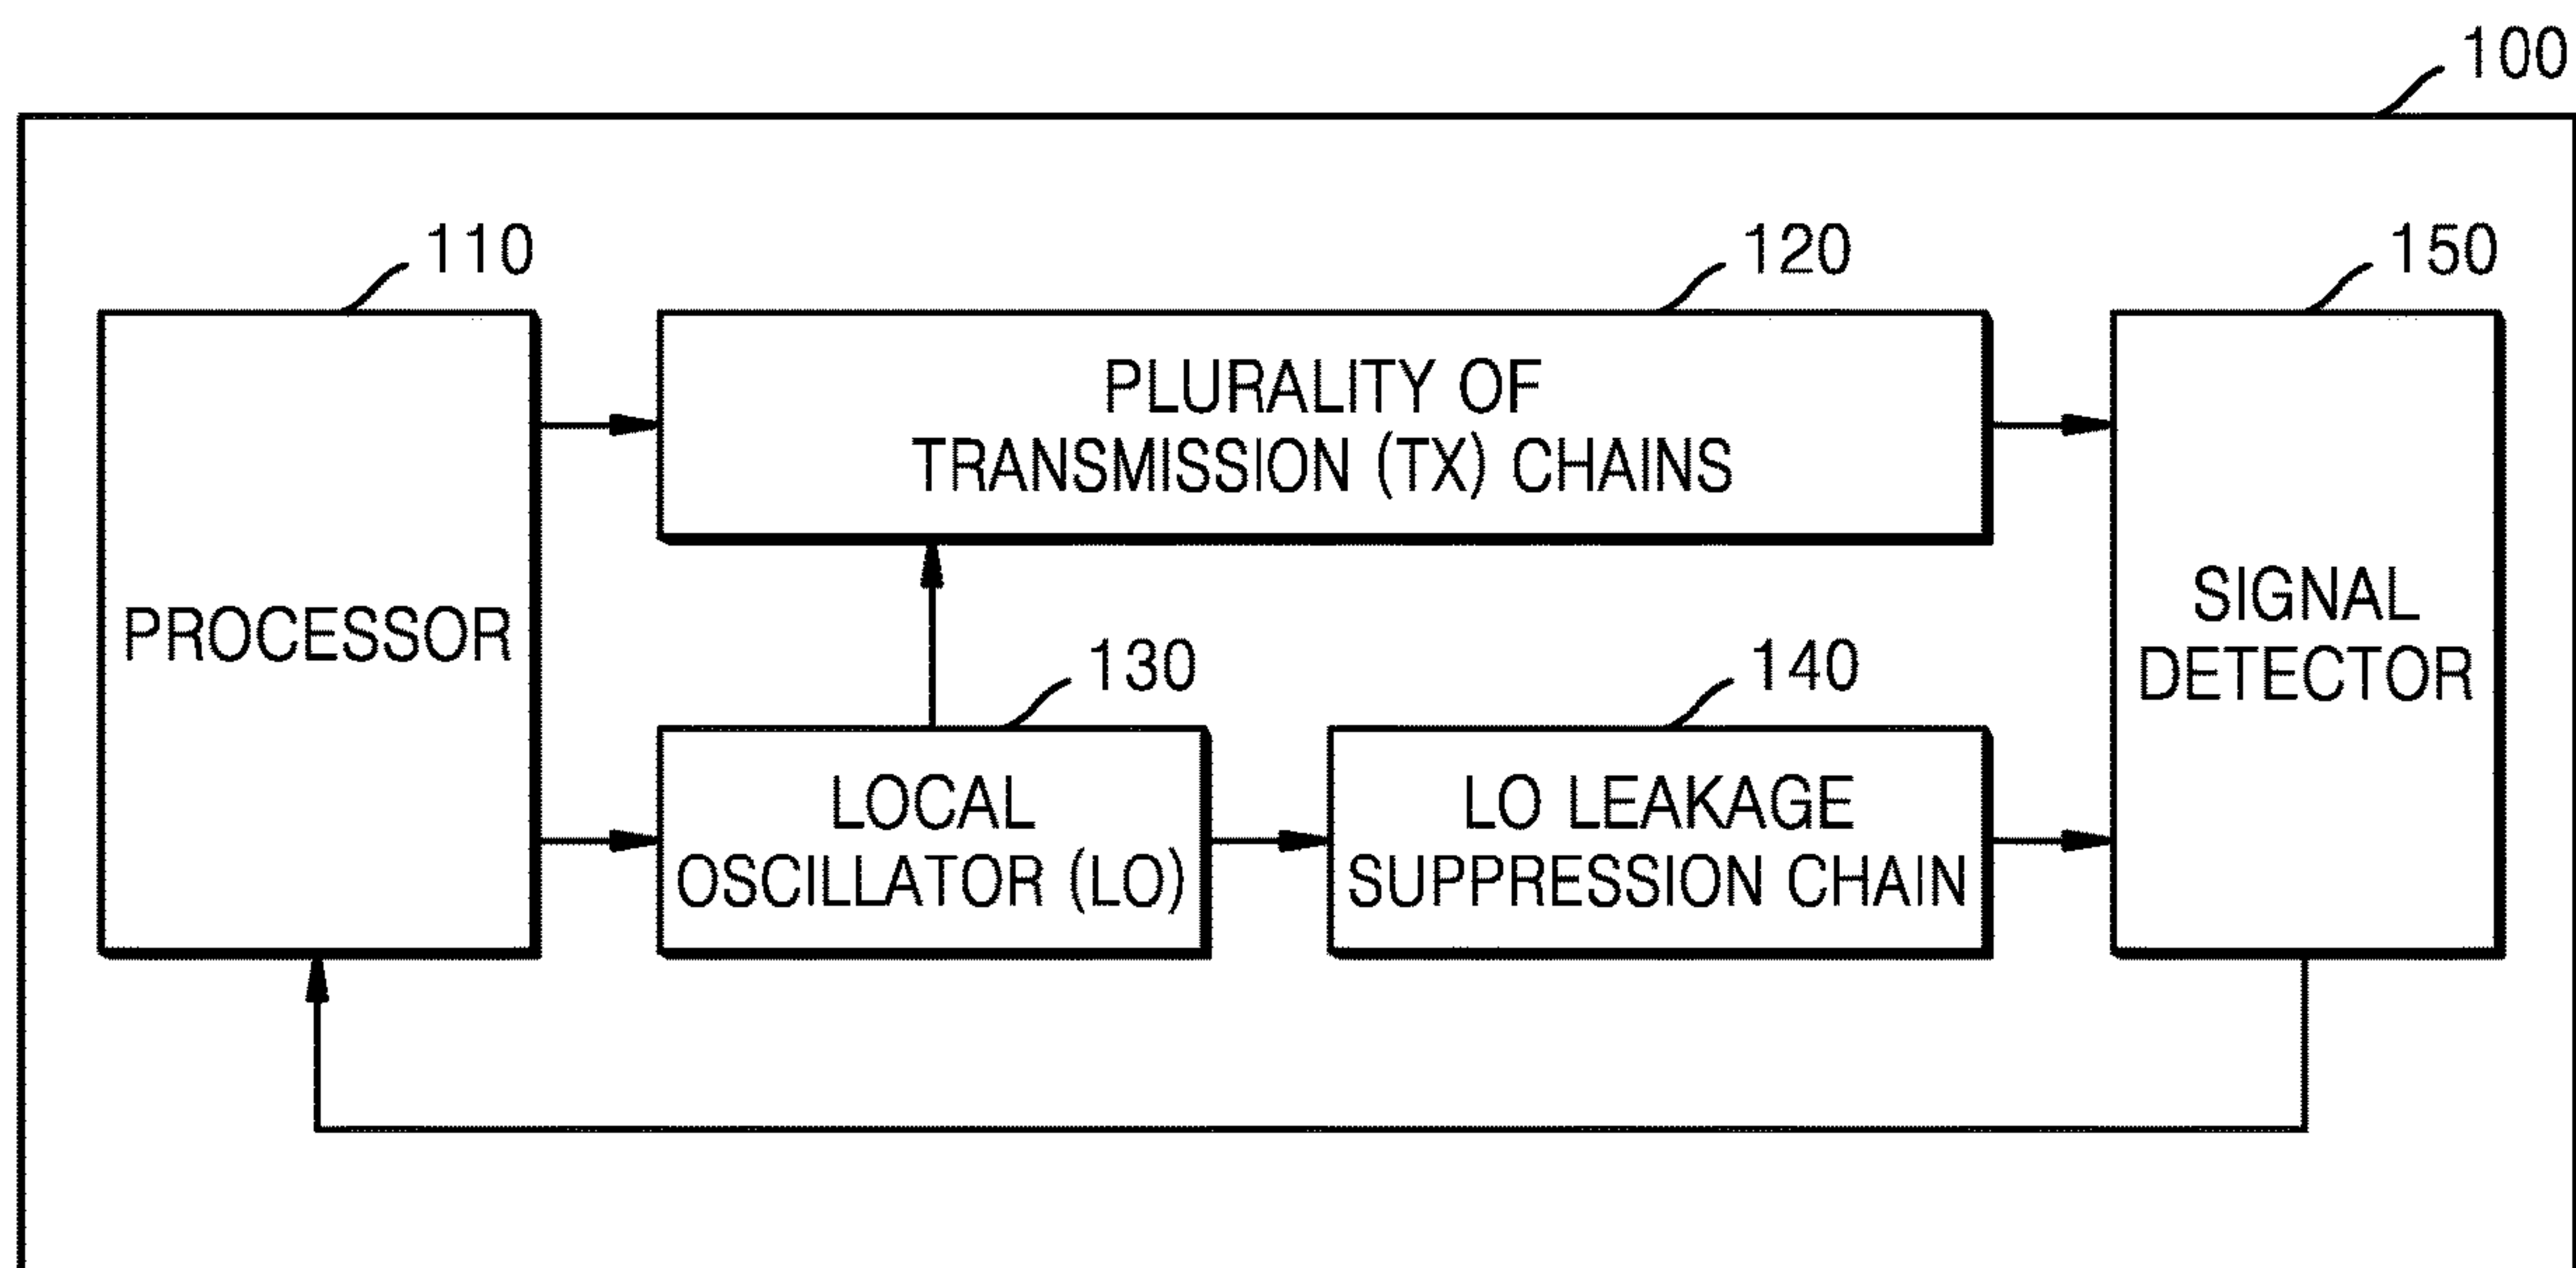 100
110
120
150
PLURALITY OF
TRANSMISSION (TX) CHAINS
PROCESSOR
SIGNAL
DETECTOR
130
140
LOCAL
OSCILLATOR (LO)
LO LEAKAGE
SUPPRESSION CHAIN